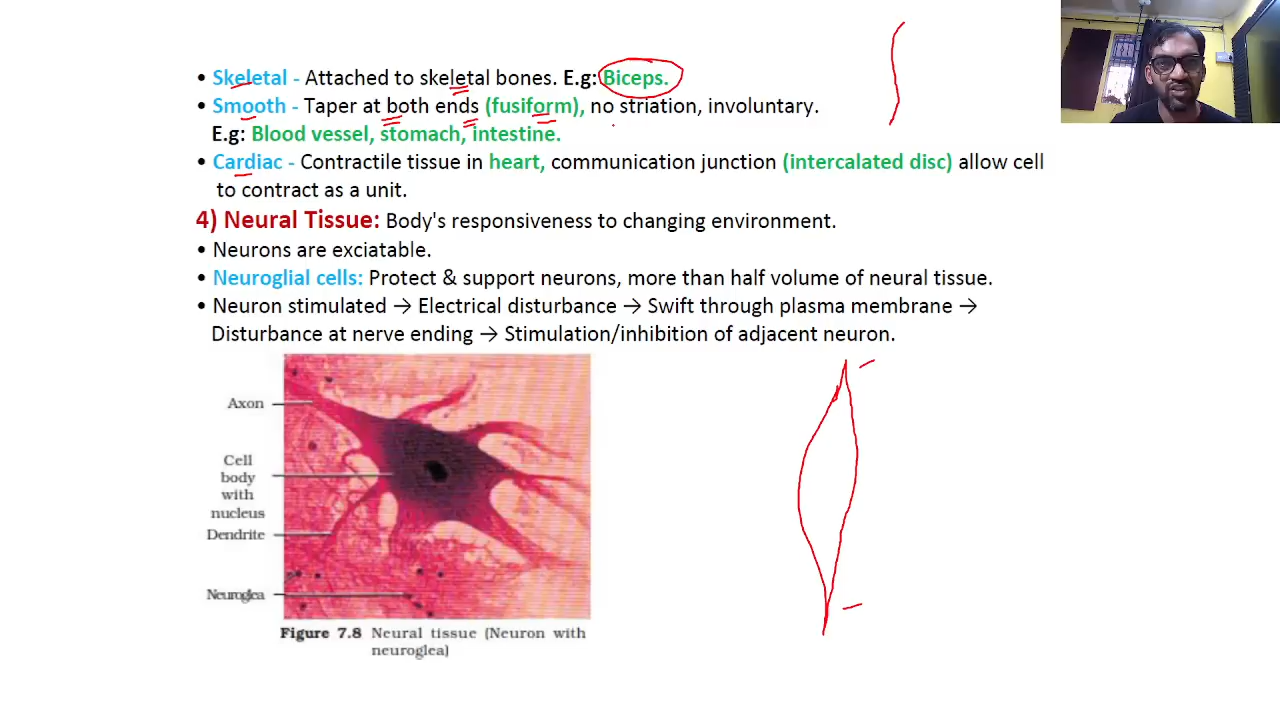 • Skeletal - Attached to skeletal bones. E.g: Biceps.
• Smooth - Taper at both ends (fusiform), no striation, involuntary.
E.g: Blood vessel, stomach, intestine.
• Cardiac - Contractile tissue in heart, communication junction (intercalated disc) allow cell
to contract as a unit.
4) Neural Tissue: Body's responsiveness to changing environment.
• Neurons are exciatable.
• Neuroglial cells: Protect & support neurons, more than half volume of neural tissue.
• Neuron stimulated → Electrical disturbance → Swift through plasma membrane →
Disturbance at nerve ending → Stimulation/inhibition of adjacent neuron.
Axon
Cell
body
with
nucleus
Dendrite
Neuroglea
Figure 7.8 Neural tissue (Neuron with
neuroglea)